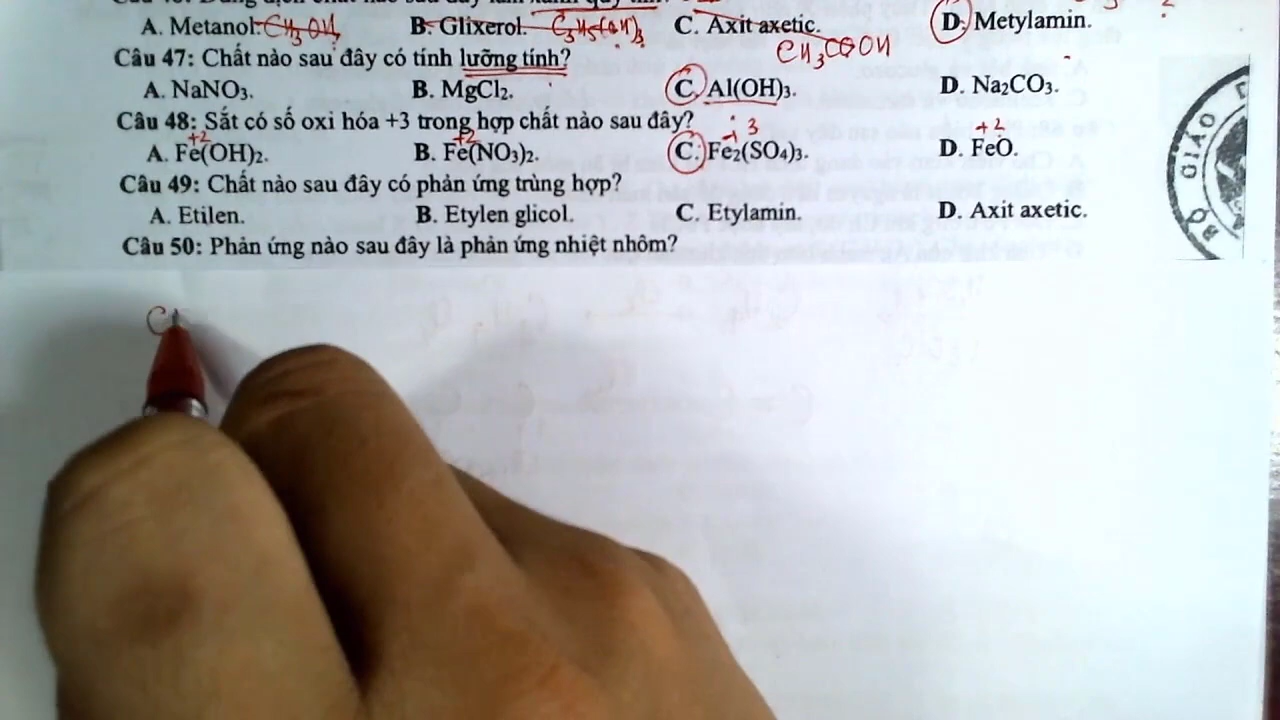 A. Metanol. CH3OH B. Glixerol. C3H5(OH)3 C. Axit axetic. D. Metylamin.
CH3COOH
Câu 47: Chất nào sau đây có tính lưỡng tính?
A. NaNO3. B. MgCl2. C. Al(OH)3. D. Na2CO3.
Câu 48: Sắt có số oxi hóa +3 trong hợp chất nào sau đây?
+2 +2 +3 +2
A. Fe(OH)2. B. Fe(NO3)2. C. Fe2(SO4)3. D. FeO.
Câu 49: Chất nào sau đây có phản ứng trùng hợp?
A. Etilen. B. Etylen glicol. C. Etylamin. D. Axit axetic.
Câu 50: Phản ứng nào sau đây là phản ứng nhiệt nhôm?
BỘ GIÁO
C